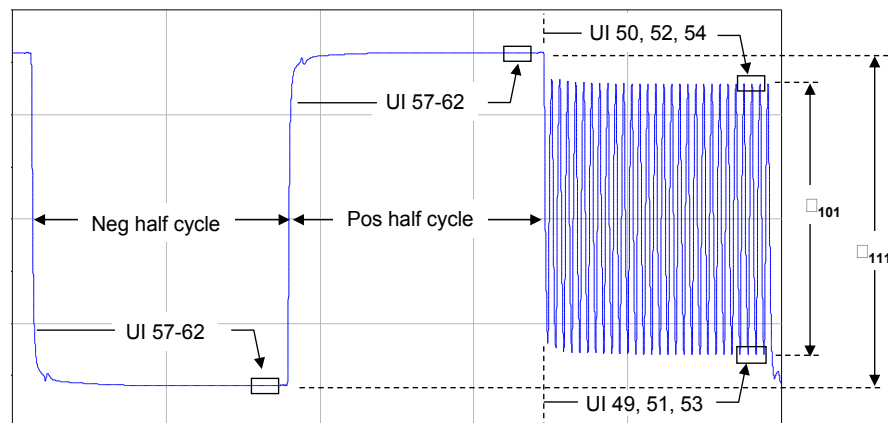 UI 50, 52, 54
UI 57-62
Neg half cycle
Pos half cycle
□101
□111
UI 57-62
UI 49, 51, 53